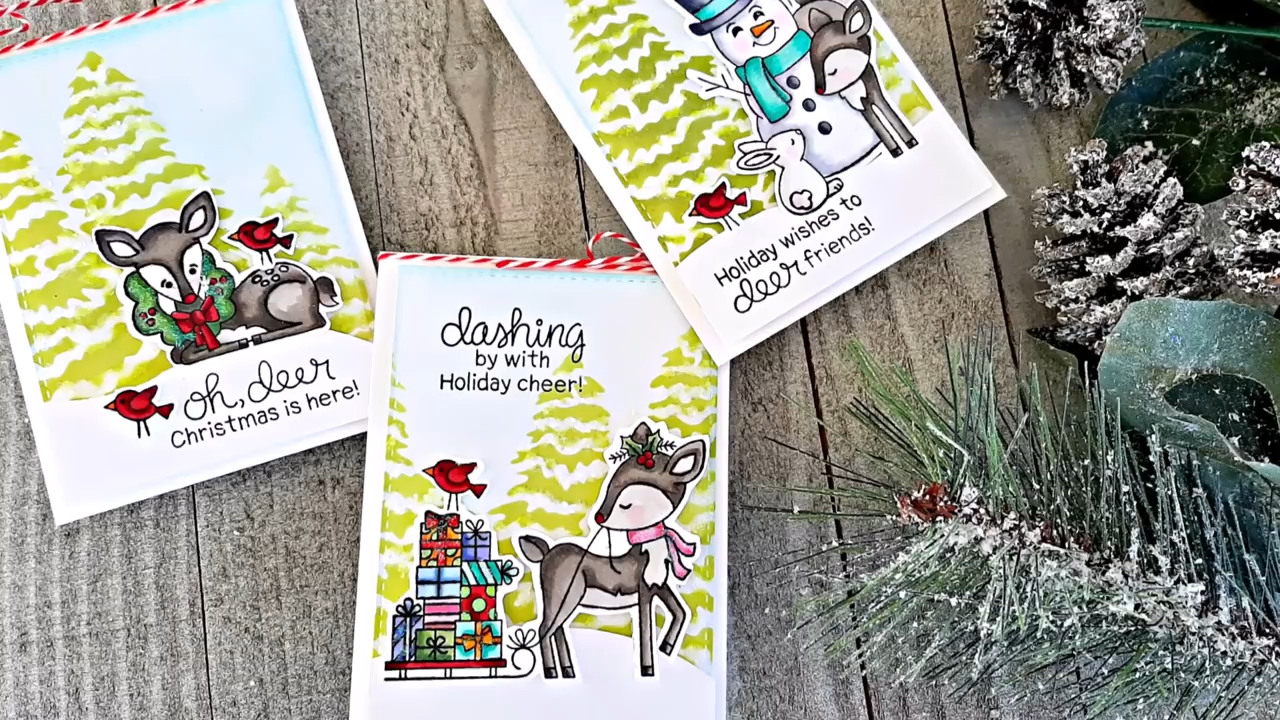 oh, deer
Christmas is here!
dashing
by with
Holiday cheer!
Holiday wishes to
deer friends!